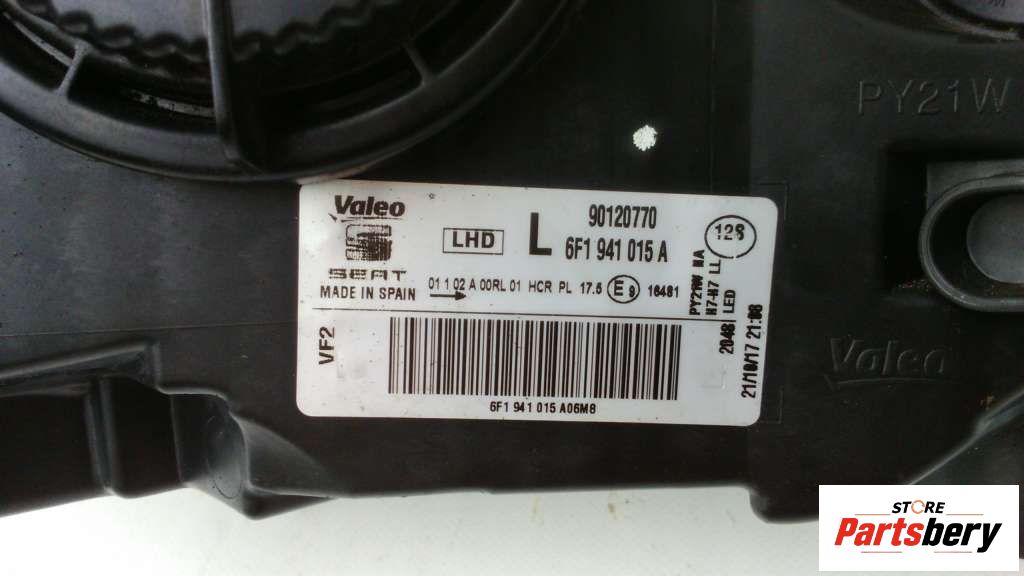 PY21W
Valeo
SEAT
MADE IN SPAIN
LHD
L
90120770
6F1 941 015 A
128
01 1 02 A 00RL 01 HCR PL 17.5 E9 16481
PY21W NA
H7-H7 LL
LED
2048
21/10/17 21:08
VF2
6F1 941 015 A06M8
Valeo
STORE
Partsbery